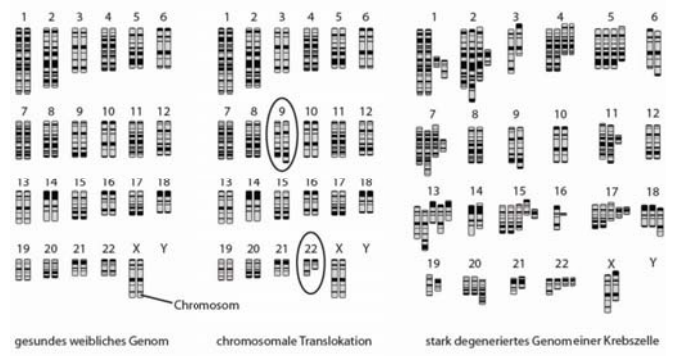 1 2 3 4 5 6
7 8 9 10 11 12
13 14 15 16 17 18
19 20 21 22 X Y
Chromosom
gesundes weibliches Genom
1 2 3 4 5 6
7 8 9 10 11 12
13 14 15 16 17 18
19 20 21 22 X Y
chromosomale Translokation
1 2 3 4 5 6
7 8 9 10 11 12
13 14 15 16 17 18
19 20 21 22 X Y
stark degeneriertes Genom einer Krebszelle